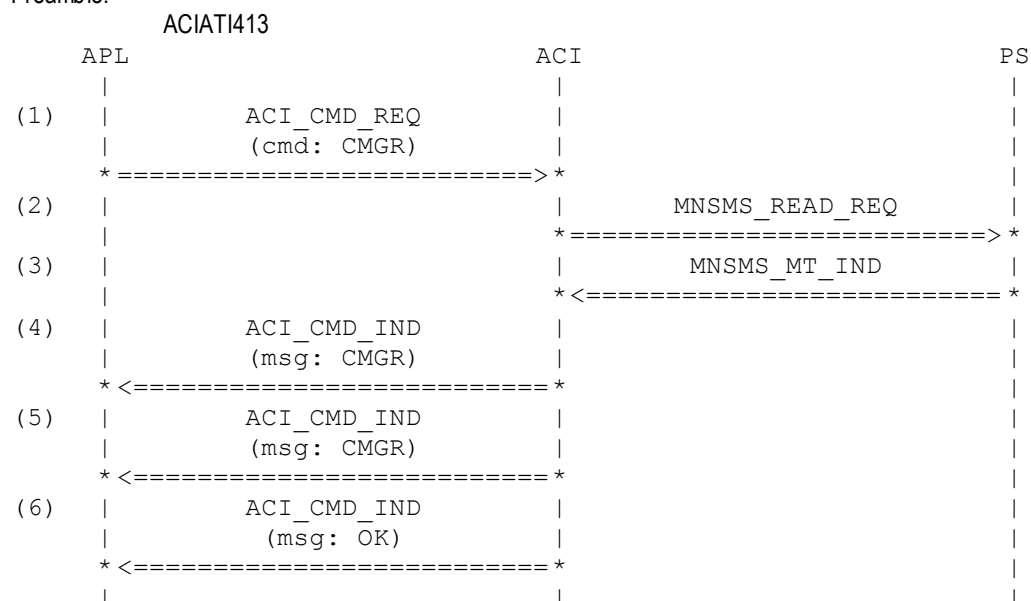 Preamble:
ACIATI413
APL ACI PS
| | |
(1) | ACI_CMD_REQ | |
| (cmd: CMGR) | |
*==========================>* |
(2) | | MNSMS_READ_REQ |
| *==========================>*
(3) | | MNSMS_MT_IND |
| *<==========================*
(4) | ACI_CMD_IND | |
| (msg: CMGR) | |
*<==========================* |
(5) | ACI_CMD_IND | |
| (msg: CMGR) | |
*<==========================* |
(6) | ACI_CMD_IND | |
| (msg: OK) | |
*<==========================* |
| | |